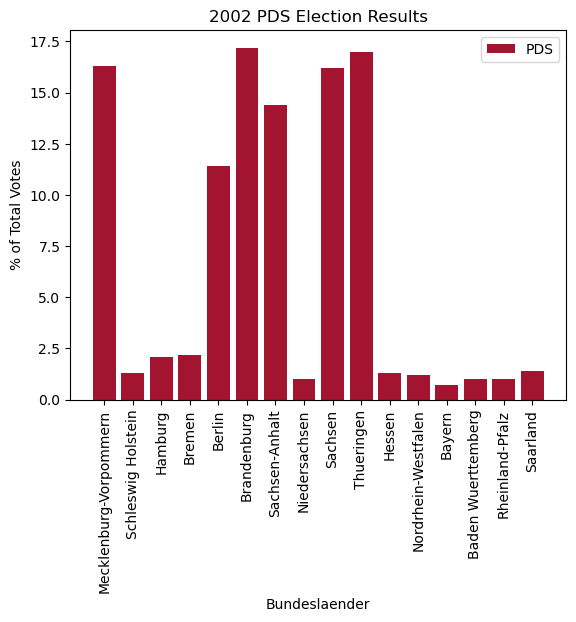 2002 PDS Election Results
PDS
% of Total Votes
17.5
15.0
12.5
10.0
7.5
5.0
2.5
0.0
Mecklenburg-Vorpommern
Schleswig Holstein
Hamburg
Bremen
Berlin
Brandenburg
Sachsen-Anhalt
Niedersachsen
Sachsen
Thueringen
Hessen
Nordrhein-Westfalen
Bayern
Baden Wuerttemberg
Rheinland-Pfalz
Saarland
Bundeslaender